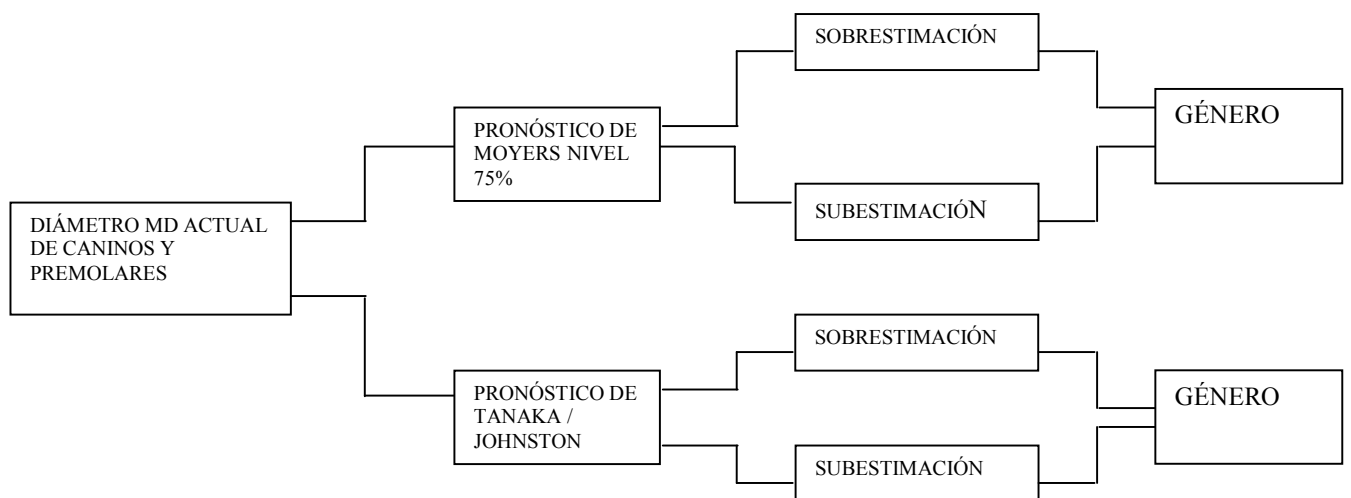 SOBRESTIMACIÓN
GÉNERO
PRONÓSTICO DE
MOYERS NIVEL
75%
SUBESTIMACIÓN
DIÁMETRO MD ACTUAL
DE CANINOS Y
PREMOLARES
SOBRESTIMACIÓN
GÉNERO
PRONÓSTICO DE
TANAKA /
JOHNSTON
SUBESTIMACIÓN